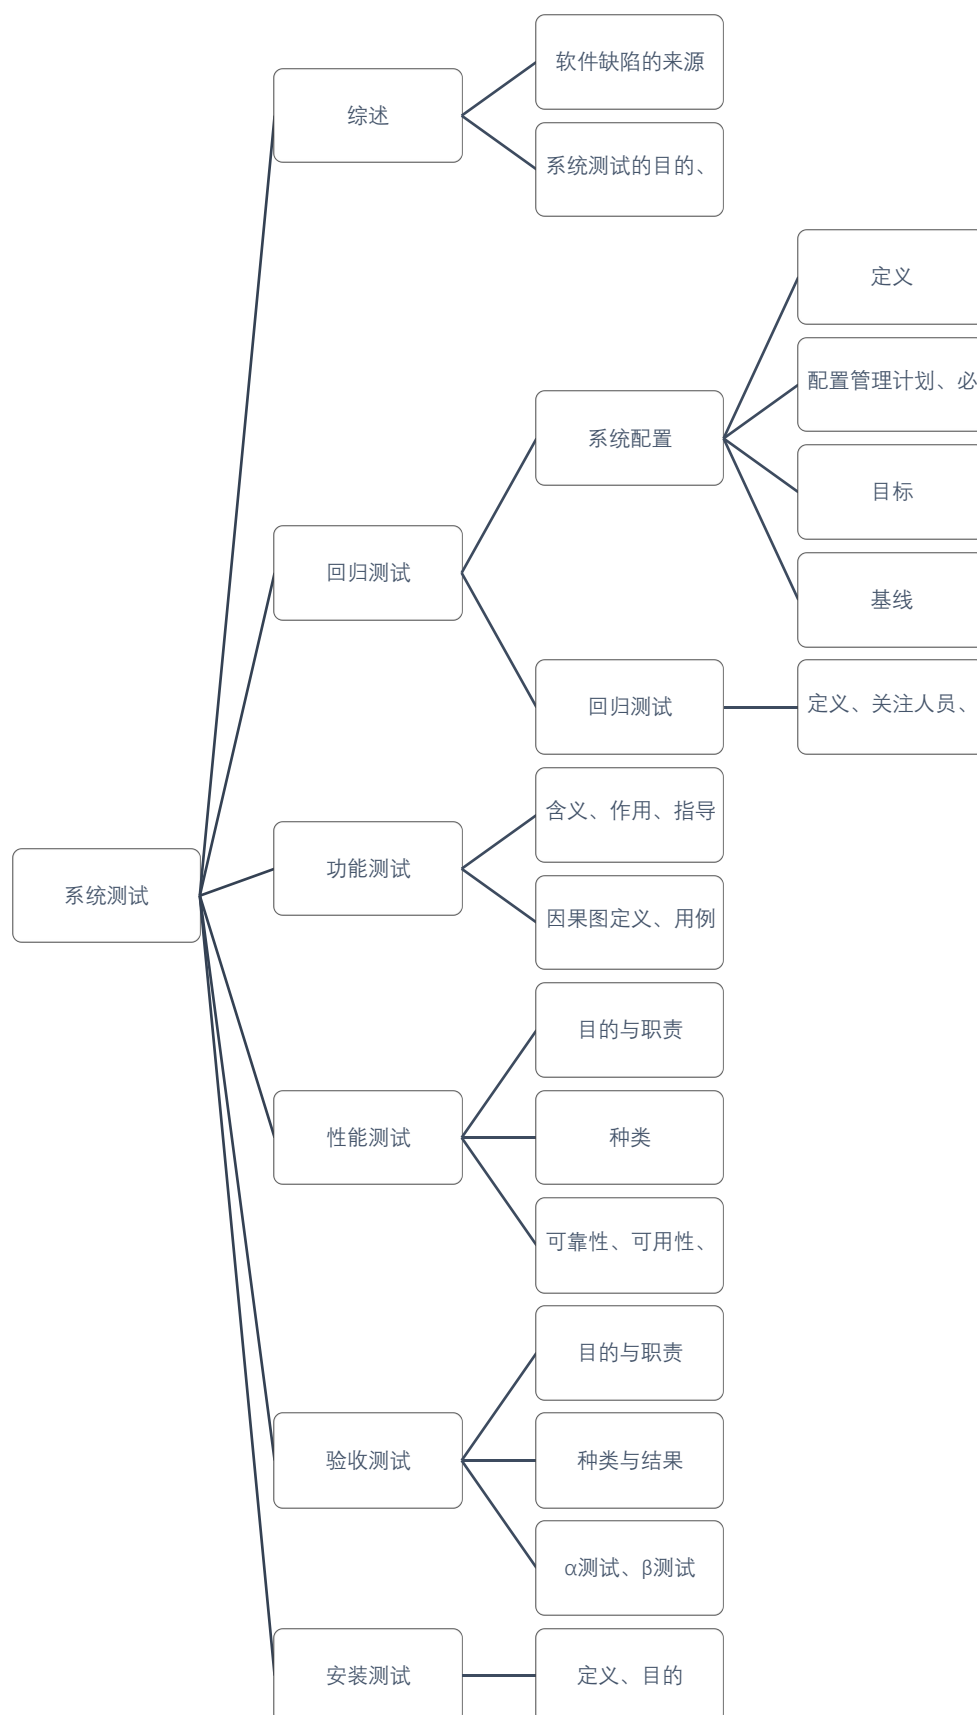 软件缺陷的来源
综述
系统测试的目的、
定义
配置管理计划、必
系统配置
目标
回归测试
基线
回归测试
定义、关注人员、
含义、作用、指导
功能测试
系统测试
因果图定义、用例
目的与职责
性能测试
种类
可靠性、可用性、
目的与职责
验收测试
种类与结果
α测试、β测试
安装测试
定义、目的